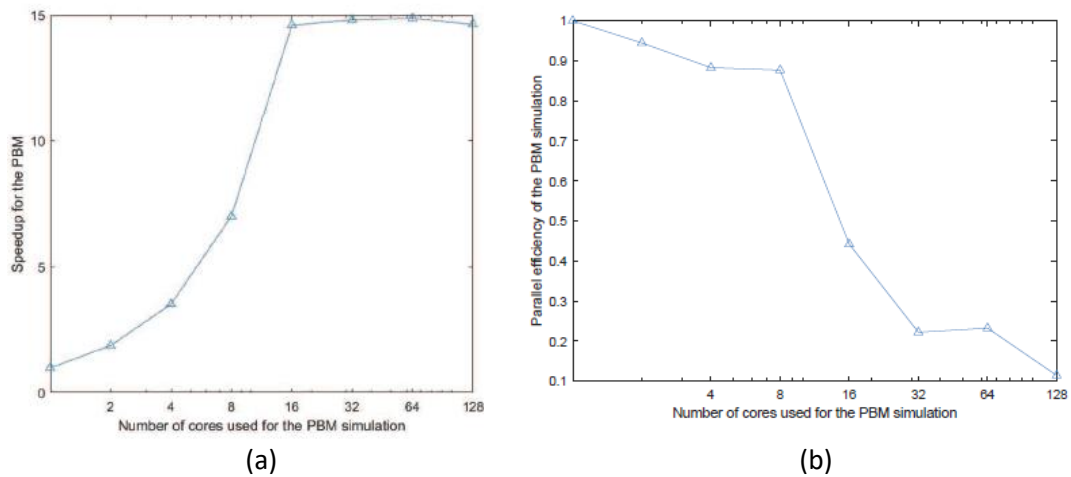 15
10
5
0
Speedup for the PBM
2 4 8 16 32 64 128
Number of cores used for the PBM simulation
(a)
1
0.9
0.8
0.7
0.6
0.5
0.4
0.3
0.2
0.1
Parallel efficiency of the PBM simulation
4 8 16 32 64 128
Number of cores used for the PBM simulation
(b)